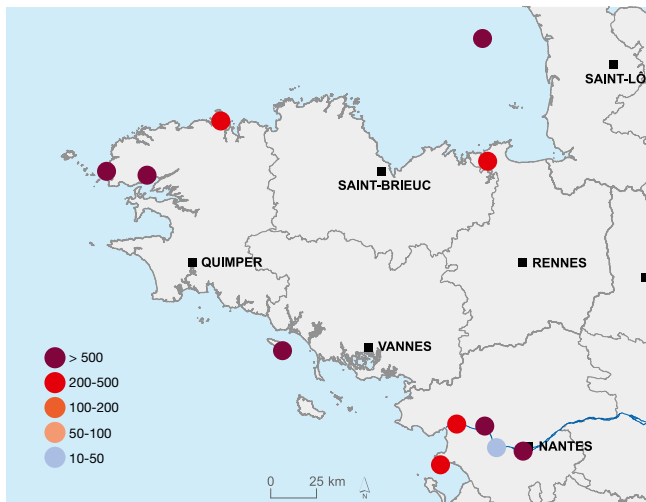 SAINT-LÔ
SAINT-BRIEUC
QUIMPER
RENNES
VANNES
> 500
200-500
100-200
50-100
10-50
NANTES
0 25 km
N